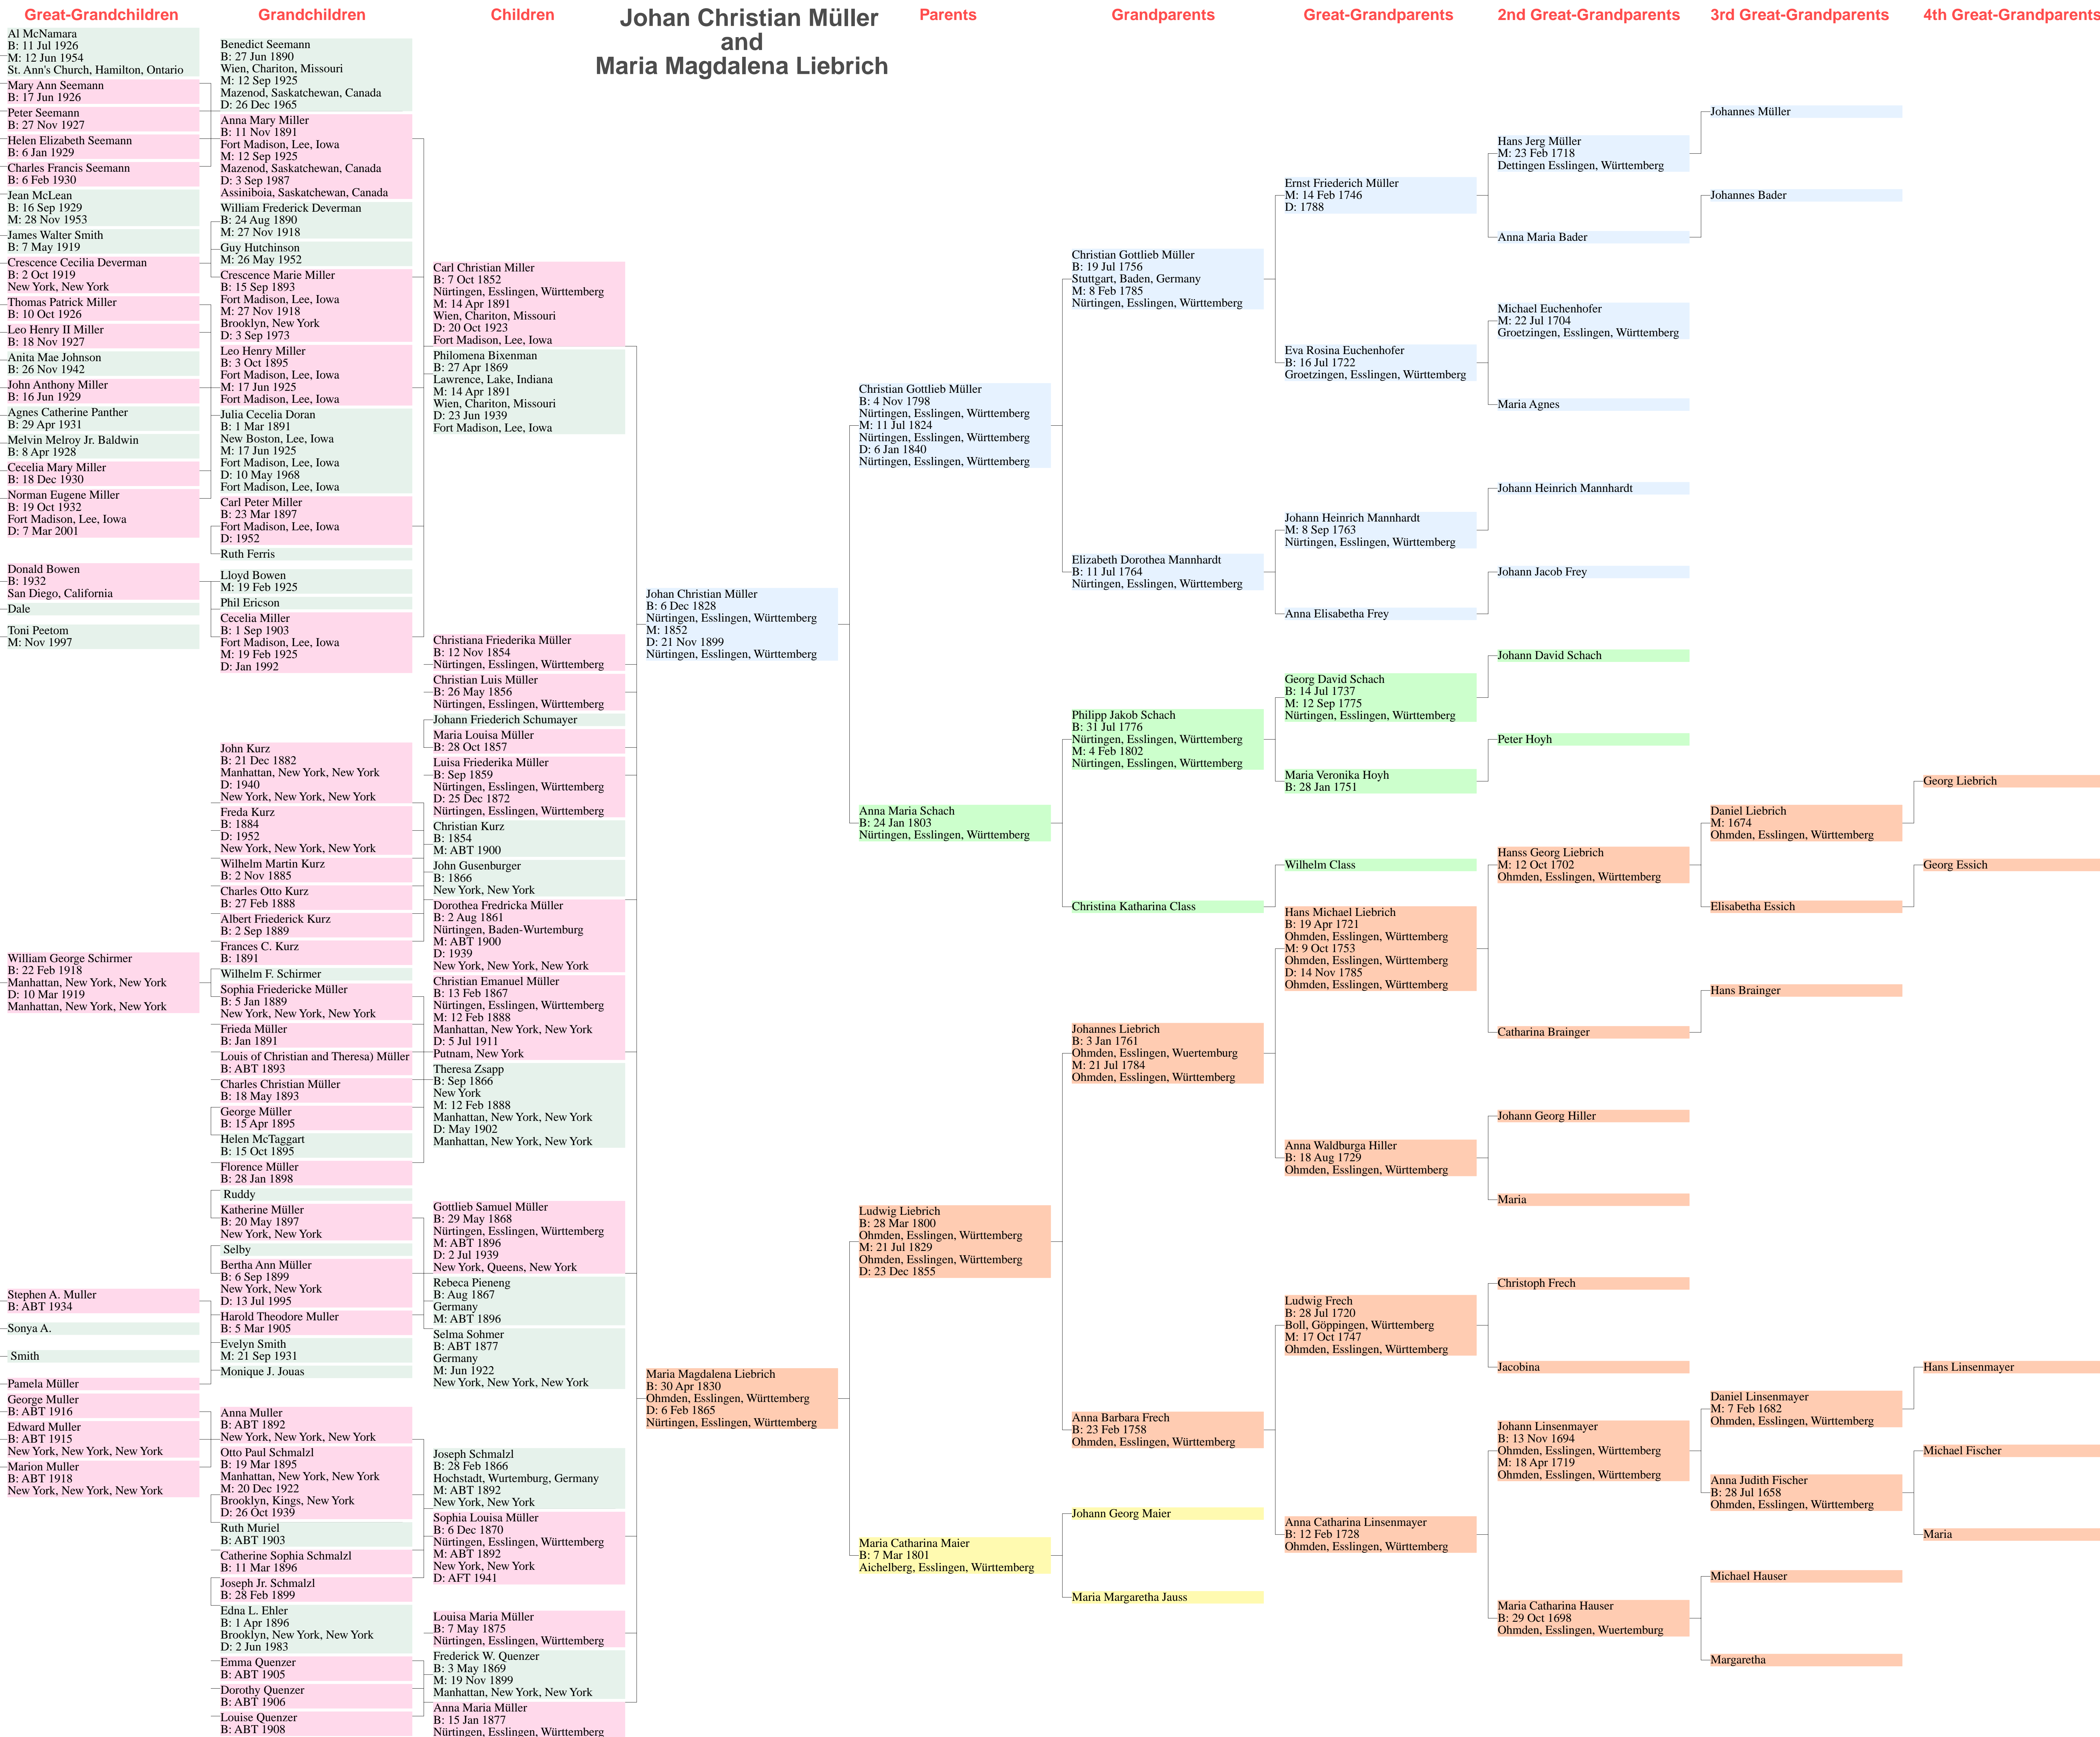 Great-Grandchildren
Al McNamara
B: 11 Jul 1926
M: 12 Jun 1954
St. Ann's Church, Hamilton, Ontario
Mary Ann Seemann
B: 17 Jun 1926
Peter Seemann
B: 27 Nov 1927
Helen Elizabeth Seemann
B: 6 Jan 1929
Charles Francis Seemann
B: 6 Feb 1930
Jean McLean
B: 16 Sep 1929
M: 28 Nov 1953
James Walter Smith
B: 7 May 1919
Crescence Cecilia Deverman
B: 2 Oct 1919
New York, New York
Thomas Patrick Miller
B: 10 Oct 1926
Leo Henry II Miller
B: 18 Nov 1927
Anita Mae Johnson
B: 26 Nov 1942
John Anthony Miller
B: 16 Jun 1929
Agnes Catherine Panther
B: 29 Apr 1931
Melvin Melroy Jr. Baldwin
B: 8 Apr 1928
Cecelia Mary Miller
B: 18 Dec 1930
Norman Eugene Miller
B: 19 Oct 1932
Fort Madison, Lee, Iowa
D: 7 Mar 2001
Donald Bowen
B: 1932
San Diego, California
Dale
Toni Peetom
M: Nov 1997
William George Schirmer
B: 22 Feb 1918
Manhattan, New York, New York
D: 10 Mar 1919
Manhattan, New York, New York
Stephen A. Muller
B: ABT 1934
Sonya A.
Smith
Pamela Müller
George Muller
B: ABT 1916
Edward Muller
B: ABT 1915
New York, New York, New York
Marion Muller
B: ABT 1918
New York, New York, New York
Grandchildren
Benedict Seemann
B: 27 Jun 1890
Wien, Chariton, Missouri
M: 12 Sep 1925
Mazenod, Saskatchewan, Canada
D: 26 Dec 1965
Anna Mary Miller
B: 11 Nov 1891
Fort Madison, Lee, Iowa
M: 12 Sep 1925
Mazenod, Saskatchewan, Canada
D: 3 Sep 1987
Assiniboia, Saskatchewan, Canada
William Frederick Deverman
B: 24 Aug 1890
M: 27 Nov 1918
Guy Hutchinson
M: 26 May 1952
Crescence Marie Miller
B: 15 Sep 1893
Fort Madison, Lee, Iowa
M: 27 Nov 1918
Brooklyn, New York
D: 3 Sep 1973
Leo Henry Miller
B: 3 Oct 1895
Fort Madison, Lee, Iowa
M: 17 Jun 1925
Fort Madison, Lee, Iowa
Julia Cecelia Doran
B: 1 Mar 1891
New Boston, Lee, Iowa
M: 17 Jun 1925
Fort Madison, Lee, Iowa
D: 10 May 1968
Fort Madison, Lee, Iowa
Carl Peter Miller
B: 23 Mar 1897
Fort Madison, Lee, Iowa
D: 1952
Ruth Ferris
Lloyd Bowen
M: 19 Feb 1925
Phil Ericson
Cecelia Miller
B: 1 Sep 1903
Fort Madison, Lee, Iowa
M: 19 Feb 1925
D: Jan 1992
John Kurz
B: 21 Dec 1882
Manhattan, New York, New York
D: 1940
New York, New York, New York
Freda Kurz
B: 1884
D: 1952
New York, New York, New York
Wilhelm Martin Kurz
B: 2 Nov 1885
Charles Otto Kurz
B: 27 Feb 1888
Albert Friederick Kurz
B: 2 Sep 1889
Frances C. Kurz
B: 1891
Wilhelm F. Schirmer
Sophia Friedericke Müller
B: 5 Jan 1889
New York, New York, New York
Frieda Müller
B: Jan 1891
Louis of Christian and Theresa) Müller
B: ABT 1893
Charles Christian Müller
B: 18 May 1893
George Müller
B: 15 Apr 1895
Helen McTaggart
B: 15 Oct 1895
Florence Müller
B: 28 Jan 1898
Ruddy
Katherine Müller
B: 20 May 1897
New York, New York
Selby
Bertha Ann Müller
B: 6 Sep 1899
New York, New York
D: 13 Jul 1995
Harold Theodore Muller
B: 5 Mar 1905
Evelyn Smith
M: 21 Sep 1931
Monique J. Jouas
Anna Muller
B: ABT 1892
New York, New York, New York
Otto Paul Schmalzl
B: 19 Mar 1895
Manhattan, New York, New York
M: 20 Dec 1922
Brooklyn, Kings, New York
D: 26 Oct 1939
Ruth Muriel
B: ABT 1903
Catherine Sophia Schmalzl
B: 11 Mar 1896
Joseph Jr. Schmalzl
B: 28 Feb 1899
Edna L. Ehler
B: 1 Apr 1896
Brooklyn, New York, New York
D: 2 Jun 1983
Emma Quenzer
B: ABT 1905
Dorothy Quenzer
B: ABT 1906
Louise Quenzer
B: ABT 1908
Children
Carl Christian Miller
B: 7 Oct 1852
Nürtingen, Esslingen, Württemberg
M: 14 Apr 1891
Wien, Chariton, Missouri
D: 20 Oct 1923
Fort Madison, Lee, Iowa
Philomena Bixenman
B: 27 Apr 1869
Lawrence, Lake, Indiana
M: 14 Apr 1891
Wien, Chariton, Missouri
D: 23 Jun 1939
Fort Madison, Lee, Iowa
Christiana Friederika Müller
B: 12 Nov 1854
Nürtingen, Esslingen, Württemberg
Christian Luis Müller
B: 26 May 1856
Nürtingen, Esslingen, Württemberg
Johann Friederich Schumayer
Maria Louisa Müller
B: 28 Oct 1857
Luisa Friederika Müller
B: Sep 1859
Nürtingen, Esslingen, Württemberg
D: 25 Dec 1872
Nürtingen, Esslingen, Württemberg
Christian Kurz
B: 1854
M: ABT 1900
John Gusenburger
B: 1866
New York, New York
Dorothea Fredricka Müller
B: 2 Aug 1861
Nürtingen, Baden-Wurtemburg
M: ABT 1900
D: 1939
New York, New York, New York
Christian Emanuel Müller
B: 13 Feb 1867
Nürtingen, Esslingen, Württemberg
M: 12 Feb 1888
Manhattan, New York, New York
D: 5 Jul 1911
Putnam, New York
Theresa Zsapp
B: Sep 1866
New York
M: 12 Feb 1888
Manhattan, New York, New York
D: May 1902
Manhattan, New York, New York
Gottlieb Samuel Müller
B: 29 May 1868
Nürtingen, Esslingen, Württemberg
M: ABT 1896
D: 2 Jul 1939
New York, Queens, New York
Rebeca Pieneng
B: Aug 1867
Germany
M: ABT 1896
Selma Sohmer
B: ABT 1877
Germany
M: Jun 1922
New York, New York, New York
Joseph Schmalzl
B: 28 Feb 1866
Hochstadt, Wurtemburg, Germany
M: ABT 1892
New York, New York
Sophia Louisa Müller
B: 6 Dec 1870
Nürtingen, Esslingen, Württemberg
M: ABT 1892
New York, New York
D: AFT 1941
Louisa Maria Müller
B: 7 May 1875
Nürtingen, Esslingen, Württemberg
Frederick W. Quenzer
B: 3 May 1869
M: 19 Nov 1899
Manhattan, New York, New York
Anna Maria Müller
B: 15 Jan 1877
Nürtingen, Esslingen, Württemberg
Johan Christian Müller
and
Maria Magdalena Liebrich
Johan Christian Müller
B: 6 Dec 1828
Nürtingen, Esslingen, Württemberg
M: 1852
D: 21 Nov 1899
Nürtingen, Esslingen, Württemberg
Maria Magdalena Liebrich
B: 30 Apr 1830
Ohmden, Esslingen, Württemberg
D: 6 Feb 1865
Nürtingen, Esslingen, Württemberg
Parents
Christian Gottlieb Müller
B: 4 Nov 1798
Nürtingen, Esslingen, Württemberg
M: 11 Jul 1824
Nürtingen, Esslingen, Württemberg
D: 6 Jan 1840
Nürtingen, Esslingen, Württemberg
Anna Maria Schach
B: 24 Jan 1803
Nürtingen, Esslingen, Württemberg
Ludwig Liebrich
B: 28 Mar 1800
Ohmden, Esslingen, Württemberg
M: 21 Jul 1829
Ohmden, Esslingen, Württemberg
D: 23 Dec 1855
Maria Catharina Maier
B: 7 Mar 1801
Aichelberg, Esslingen, Württemberg
Grandparents
Christian Gottlieb Müller
B: 19 Jul 1756
Stuttgart, Baden, Germany
M: 8 Feb 1785
Nürtingen, Esslingen, Württemberg
Elizabeth Dorothea Mannhardt
B: 11 Jul 1764
Nürtingen, Esslingen, Württemberg
Philipp Jakob Schach
B: 31 Jul 1776
Nürtingen, Esslingen, Württemberg
M: 4 Feb 1802
Nürtingen, Esslingen, Württemberg
Christina Katharina Class
Johannes Liebrich
B: 3 Jan 1761
Ohmden, Esslingen, Wuertemburg
M: 21 Jul 1784
Ohmden, Esslingen, Württemberg
Anna Barbara Frech
B: 23 Feb 1758
Ohmden, Esslingen, Württemberg
Johann Georg Maier
Maria Margaretha Jauss
Great-Grandparents
Ernst Friederich Müller
M: 14 Feb 1746
D: 1788
Eva Rosina Euchenhofer
B: 16 Jul 1722
Groetzingen, Esslingen, Württemberg
Johann Heinrich Mannhardt
M: 8 Sep 1763
Nürtingen, Esslingen, Württemberg
Anna Elisabetha Frey
Georg David Schach
B: 14 Jul 1737
M: 12 Sep 1775
Nürtingen, Esslingen, Württemberg
Maria Veronika Hoyh
B: 28 Jan 1751
Wilhelm Class
Hans Michael Liebrich
B: 19 Apr 1721
Ohmden, Esslingen, Württemberg
M: 9 Oct 1753
Ohmden, Esslingen, Württemberg
D: 14 Nov 1785
Ohmden, Esslingen, Württemberg
Anna Waldburga Hiller
B: 18 Aug 1729
Ohmden, Esslingen, Württemberg
Ludwig Frech
B: 28 Jul 1720
Boll, Göppingen, Württemberg
M: 17 Oct 1747
Ohmden, Esslingen, Württemberg
Anna Catharina Linsenmayer
B: 12 Feb 1728
Ohmden, Esslingen, Württemberg
2nd Great-Grandparents
Hans Jerg Müller
M: 23 Feb 1718
Dettingen Esslingen, Württemberg
Anna Maria Bader
Michael Euchenhofer
M: 22 Jul 1704
Groetzingen, Esslingen, Württemberg
Maria Agnes
Johann Heinrich Mannhardt
Johann Jacob Frey
Johann David Schach
Peter Hoyh
Hanss Georg Liebrich
M: 12 Oct 1702
Ohmden, Esslingen, Württemberg
Catharina Brainger
Johann Georg Hiller
Maria
Christoph Frech
Jacobina
Johann Linsenmayer
B: 13 Nov 1694
Ohmden, Esslingen, Württemberg
M: 18 Apr 1719
Ohmden, Esslingen, Württemberg
Maria Catharina Hauser
B: 29 Oct 1698
Ohmden, Esslingen, Wuertemburg
3rd Great-Grandparents
Johannes Müller
Johannes Bader
Daniel Liebrich
M: 1674
Ohmden, Esslingen, Württemberg
Elisabetha Essich
Hans Brainger
Daniel Linsenmayer
M: 7 Feb 1682
Ohmden, Esslingen, Württemberg
Anna Judith Fischer
B: 28 Jul 1658
Ohmden, Esslingen, Württemberg
Michael Hauser
Margaretha
4th Great-Grandparents
Georg Liebrich
Georg Essich
Hans Linsenmayer
Michael Fischer
Maria